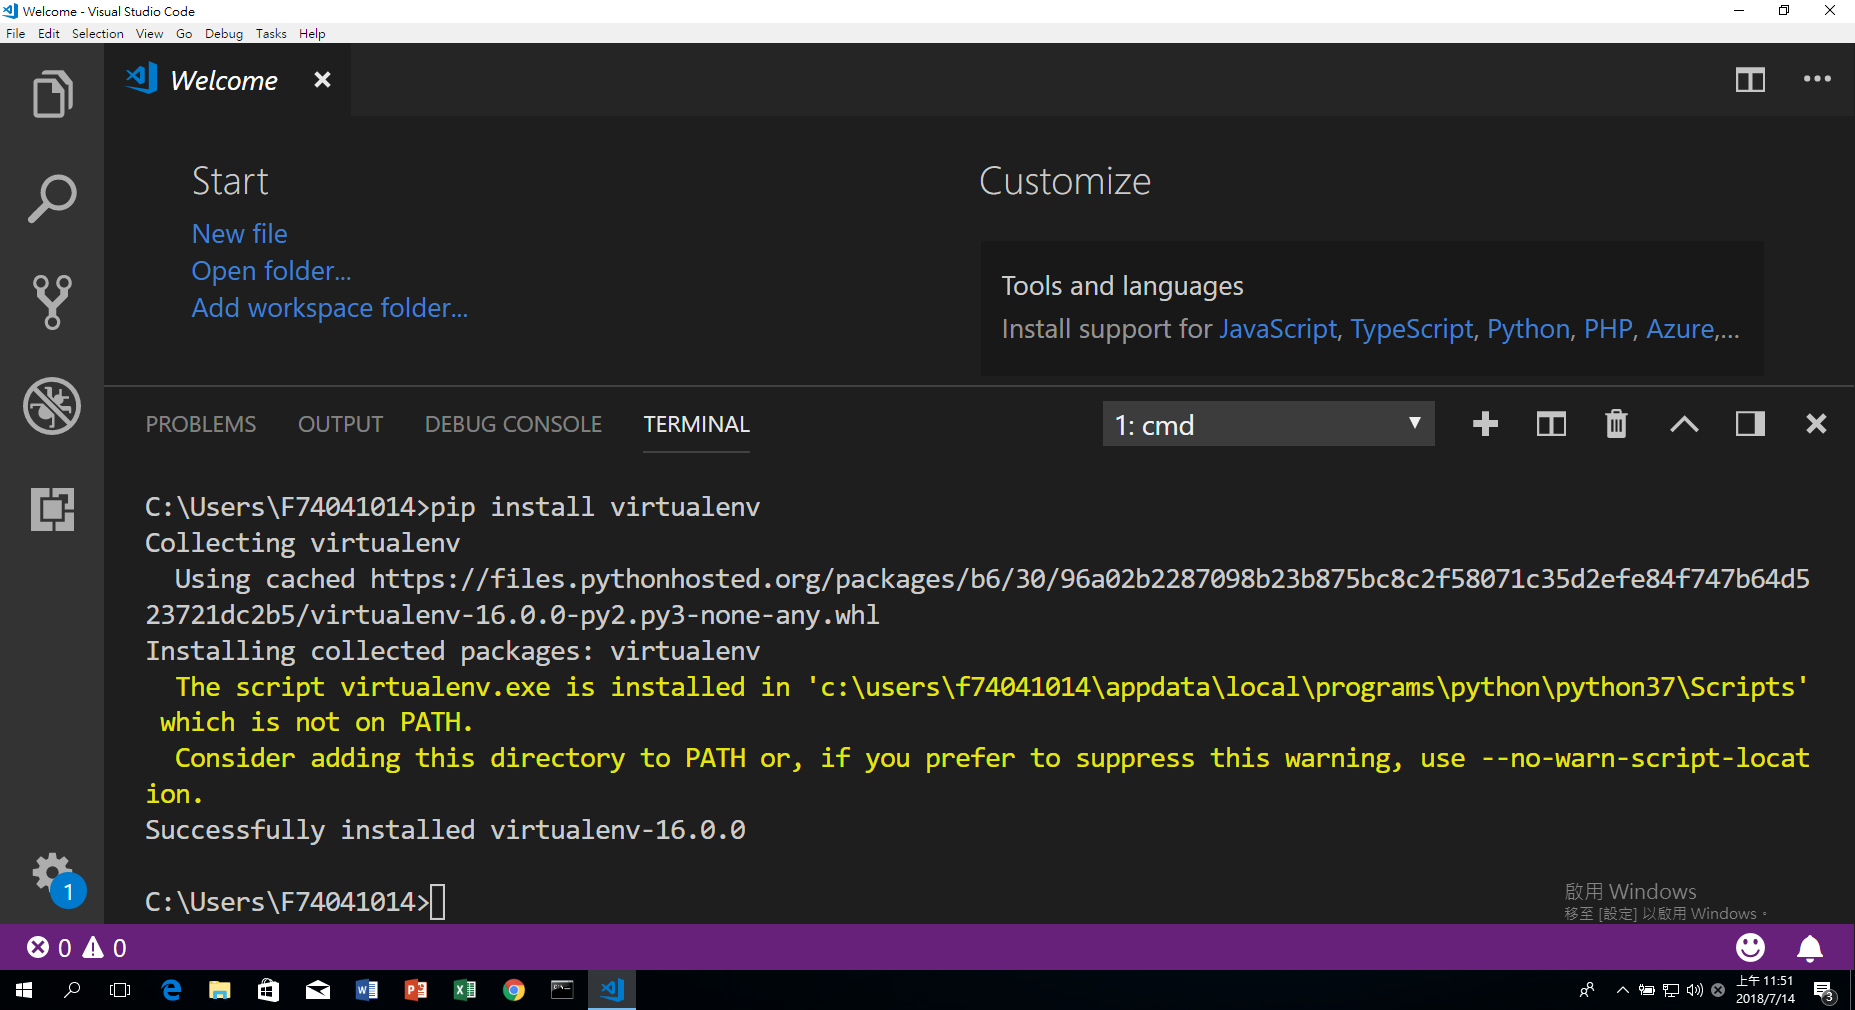 Welcome - Visual Studio Code
File Edit Selection View Go Debug Tasks Help
Welcome
Start
Customize
New file
Open folder...
Add workspace folder...
Tools and languages
Install support for JavaScript, TypeScript, Python, PHP, Azure,...
PROBLEMS OUTPUT DEBUG CONSOLE TERMINAL
1: cmd
C:\Users\F74041014>pip install virtualenv
Collecting virtualenv
  Using cached https://files.pythonhosted.org/packages/b6/30/96a02b2287098b23b875bc8c2f58071c35d2efe84f747b64d5
23721dc2b5/virtualenv-16.0.0-py2.py3-none-any.whl
Installing collected packages: virtualenv
  The script virtualenv.exe is installed in 'c:\users\f74041014\appdata\local\programs\python\python37\Scripts'
 which is not on PATH.
  Consider adding this directory to PATH or, if you prefer to suppress this warning, use --no-warn-script-locat
ion.
Successfully installed virtualenv-16.0.0
C:\Users\F74041014>
1
啟用 Windows
移至 [設定] 以啟用 Windows。
0 0
上午 11:51
2018/7/14
3